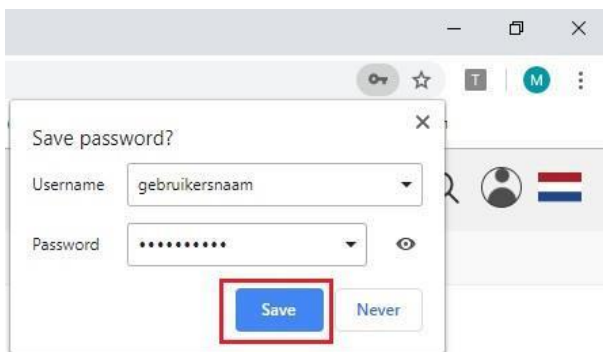 T M
Save password?
Username gebruikersnaam
Password ••••••••••
Save Never